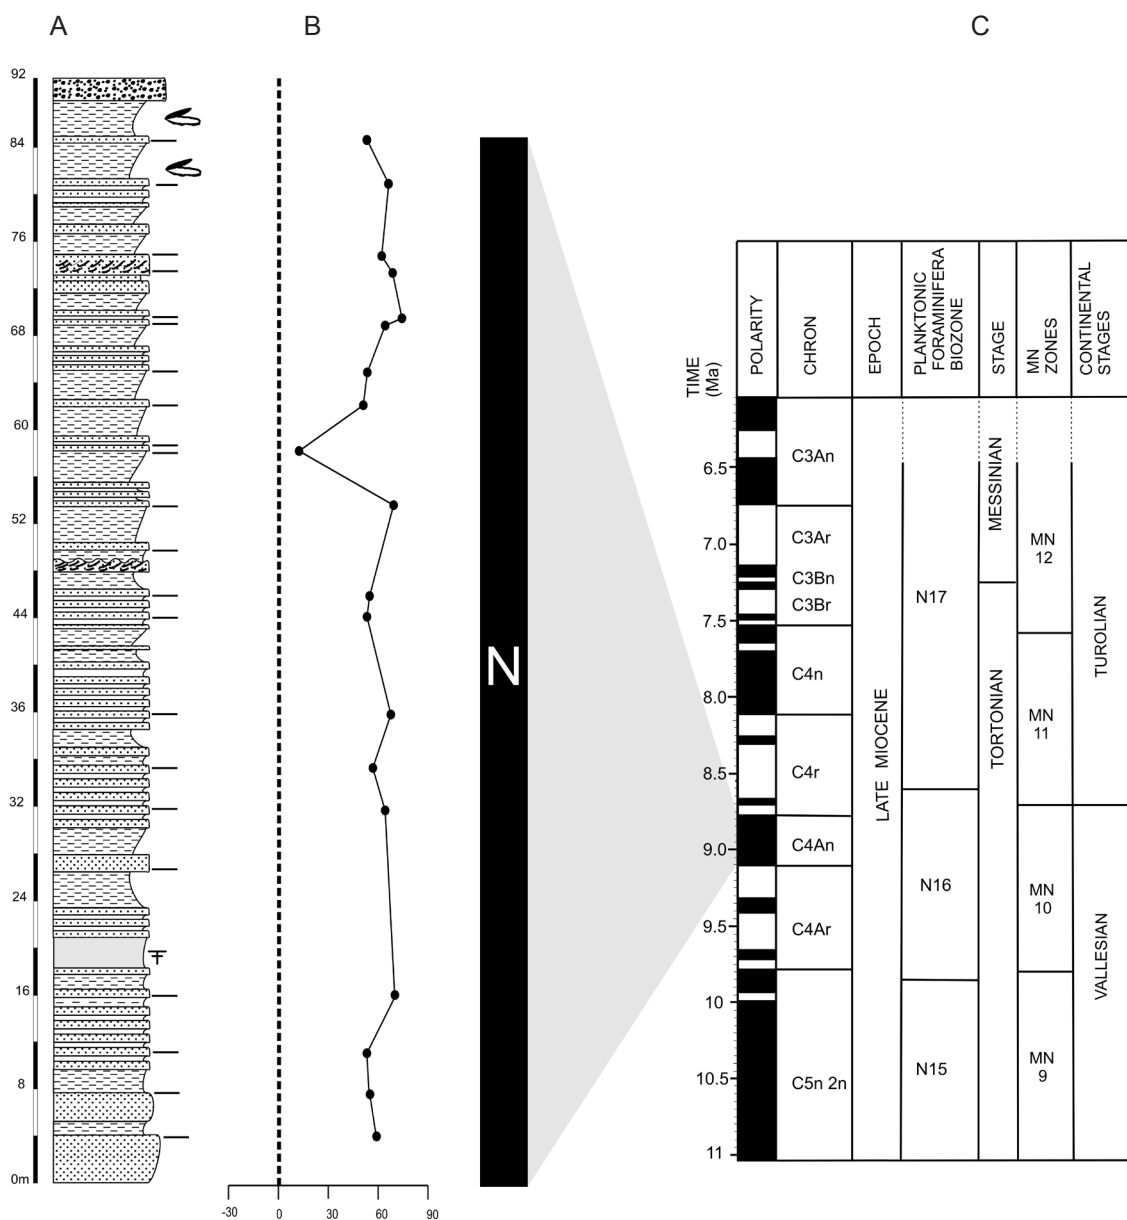 A
B
C
92
84
76
68
60
52
44
36
32
24
16
8
0m
-30
0
30
60
90
N
TIME
(Ma)
POLARITY
CHRON
EPOCH
PLANKTONIC
FORAMINIFERA
BIOZONE
STAGE
MN
ZONES
CONTINENTAL
STAGES
6.5
7.0
7.5
8.0
8.5
9.0
9.5
10
10.5
11
C3An
C3Ar
C3Bn
C3Br
C4n
C4r
C4An
C4Ar
C5n 2n
LATE MIOCENE
N17
N16
N15
MESSINIAN
TORTONIAN
MN
12
MN
11
MN
10
MN
9
TUROLIAN
VALLESIAN